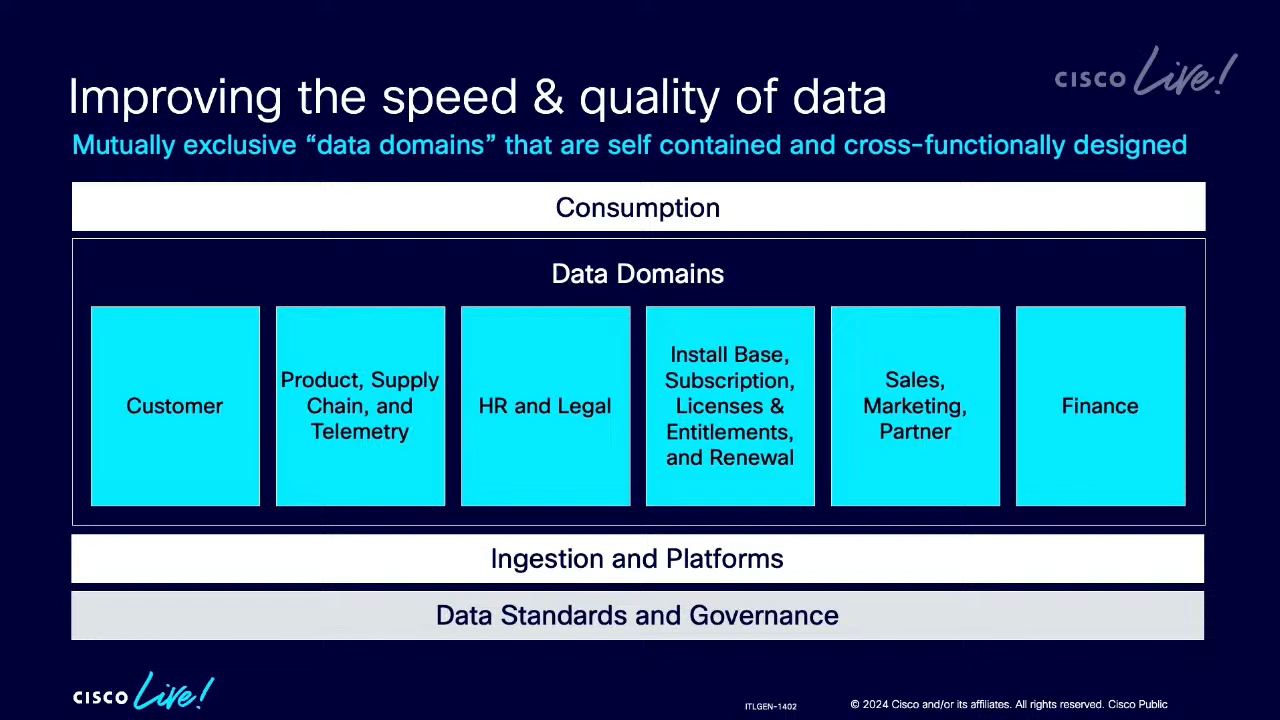 CISCO Live!
Improving the speed & quality of data
Mutually exclusive “data domains” that are self contained and cross-functionally designed
Consumption
Data Domains
Customer
Product, Supply
Chain, and
Telemetry
HR and Legal
Install Base,
Subscription,
Licenses &
Entitlements,
and Renewal
Sales,
Marketing,
Partner
Finance
Ingestion and Platforms
Data Standards and Governance
CISCO Live!
ITLGEN-1402
© 2024 Cisco and/or its affiliates. All rights reserved. Cisco Public